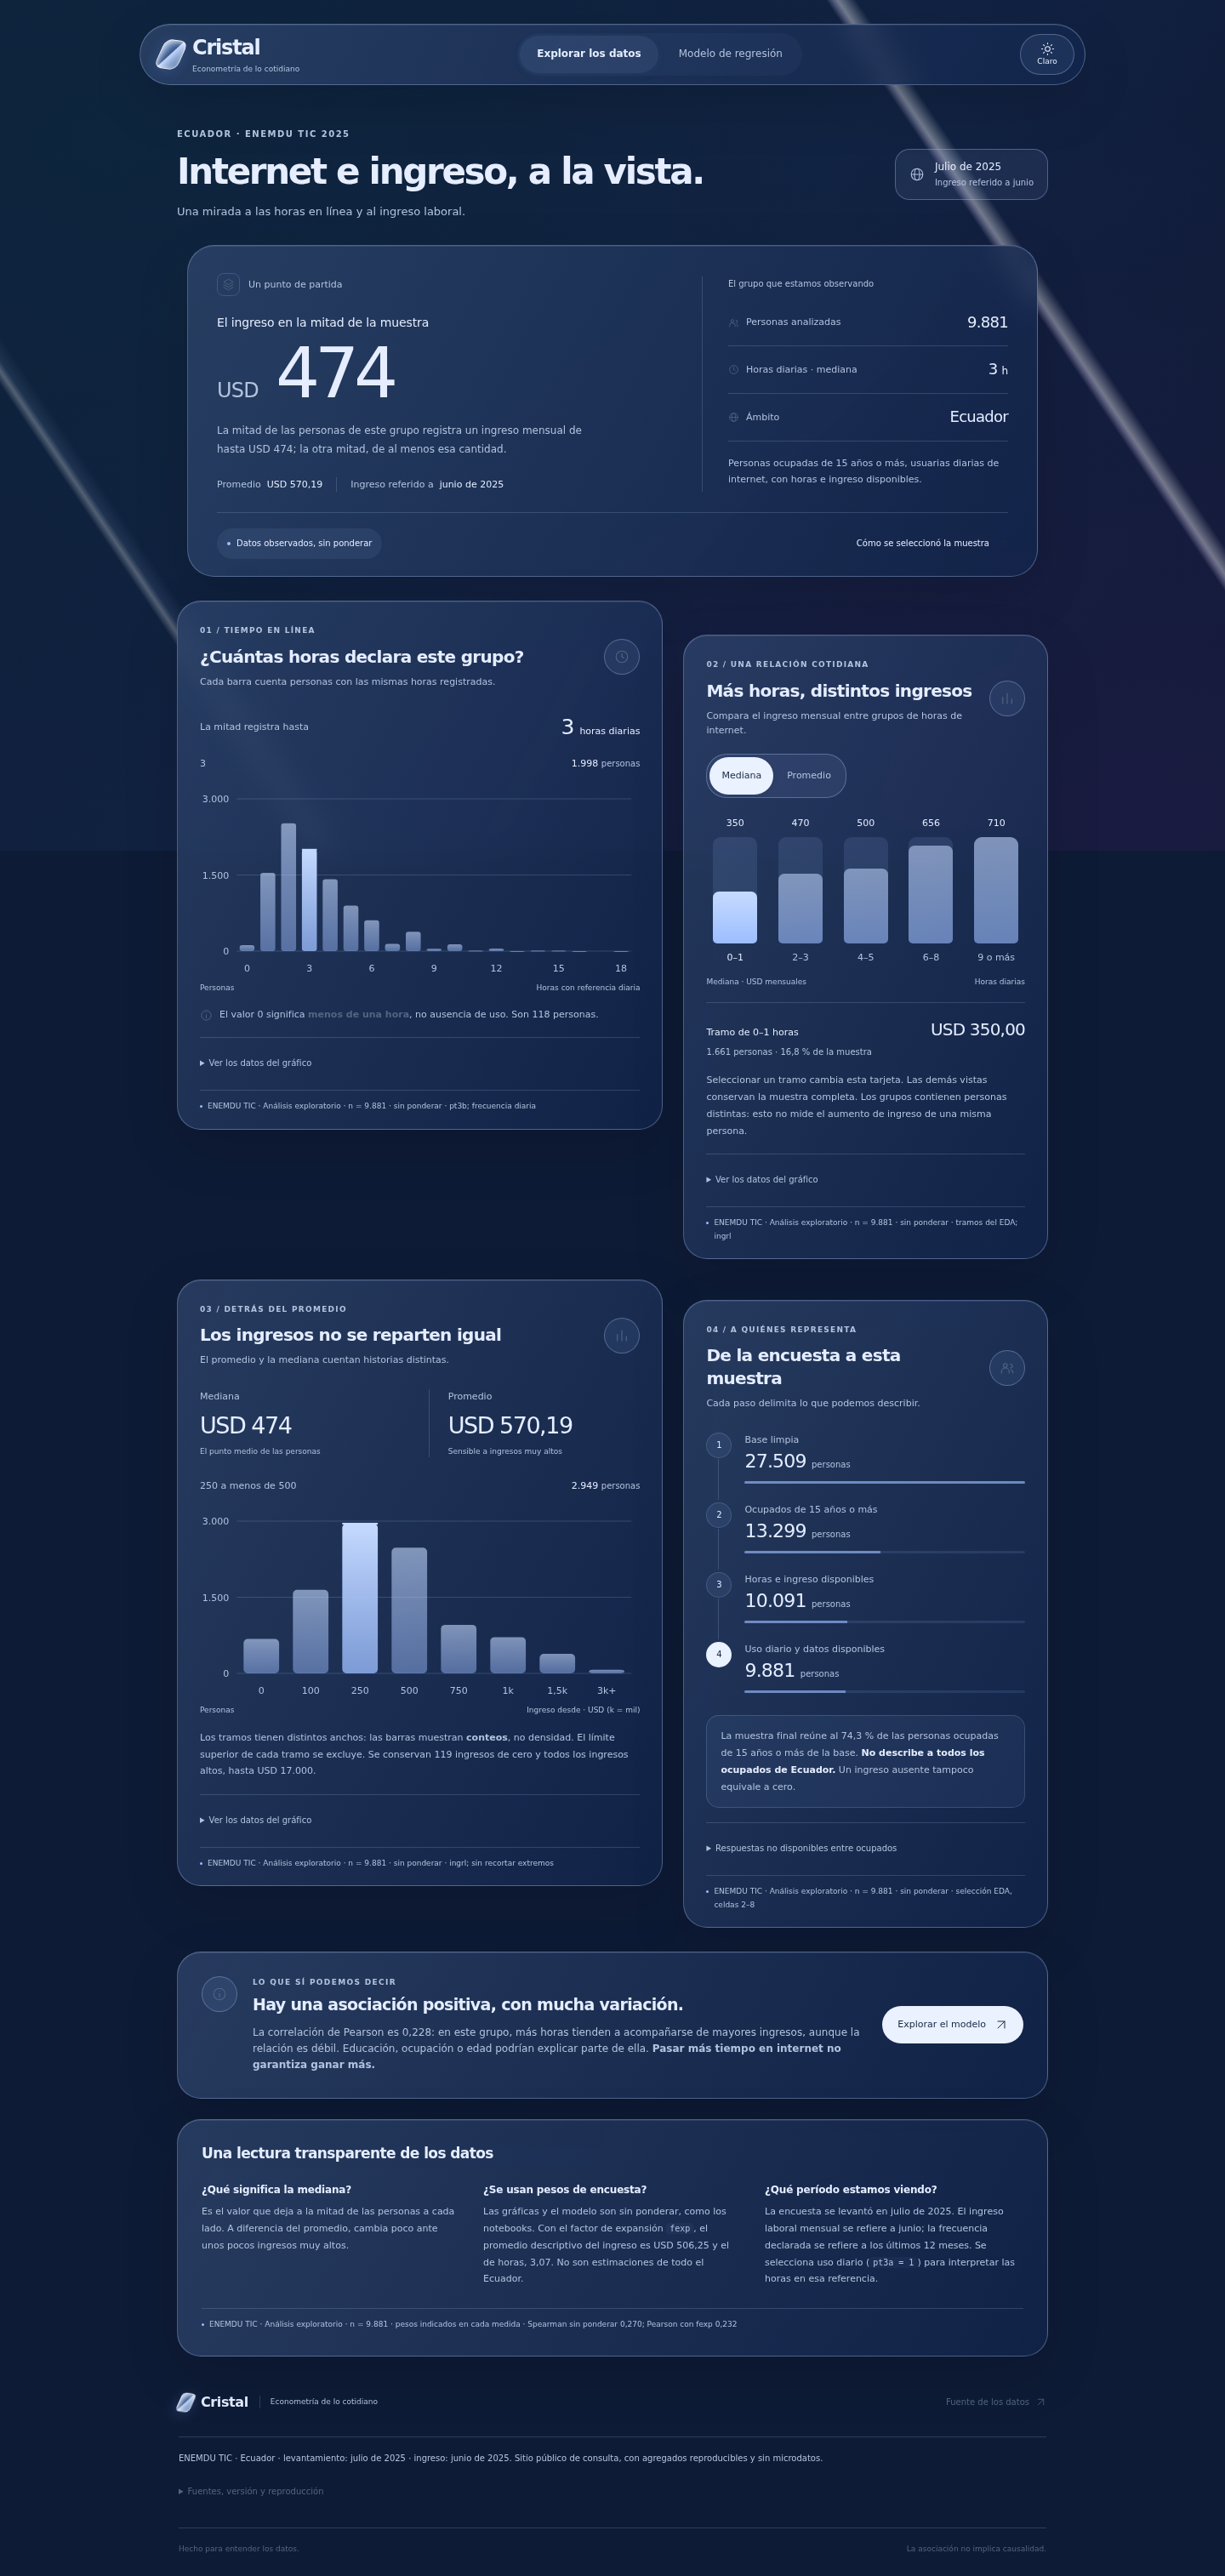 Cristal
Econometría de lo cotidiano
Explorar los datos
Modelo de regresión
Claro
ECUADOR · ENEMDU TIC 2025
Internet e ingreso, a la vista.
Una mirada a las horas en línea y al ingreso laboral.
Julio de 2025
Ingreso referido a junio
Un punto de partida
El ingreso en la mitad de la muestra
USD 474
La mitad de las personas de este grupo registra un ingreso mensual de
hasta USD 474; la otra mitad, de al menos esa cantidad.
Promedio USD 570,19
Ingreso referido a junio de 2025
El grupo que estamos observando
Personas analizadas 9.881
Horas diarias · mediana 3 h
Ámbito Ecuador
Personas ocupadas de 15 años o más, usuarias diarias de
internet, con horas e ingreso disponibles.
Datos observados, sin ponderar
Cómo se seleccionó la muestra
01 / TIEMPO EN LÍNEA
¿Cuántas horas declara este grupo?
Cada barra cuenta personas con las mismas horas registradas.
La mitad registra hasta 3 horas diarias
3 1.998 personas
3.000
1.500
0
0 3 6 9 12 15 18
Personas Horas con referencia diaria
El valor 0 significa menos de una hora, no ausencia de uso. Son 118 personas.
▸ Ver los datos del gráfico
• ENEMDU TIC · Análisis exploratorio · n = 9.881 · sin ponderar · pt3b; frecuencia diaria
02 / UNA RELACIÓN COTIDIANA
Más horas, distintos ingresos
Compara el ingreso mensual entre grupos de horas de
internet.
Mediana Promedio
350 470 500 656 710
0–1 2–3 4–5 6–8 9 o más
Mediana · USD mensuales Horas diarias
Tramo de 0–1 horas USD 350,00
1.661 personas · 16,8 % de la muestra
Seleccionar un tramo cambia esta tarjeta. Las demás vistas
conservan la muestra completa. Los grupos contienen personas
distintas: esto no mide el aumento de ingreso de una misma
persona.
▸ Ver los datos del gráfico
• ENEMDU TIC · Análisis exploratorio · n = 9.881 · sin ponderar · tramos del EDA;
ingrl
03 / DETRÁS DEL PROMEDIO
Los ingresos no se reparten igual
El promedio y la mediana cuentan historias distintas.
Mediana
USD 474
El punto medio de las personas
Promedio
USD 570,19
Sensible a ingresos muy altos
250 a menos de 500 2.949 personas
3.000
1.500
0
0 100 250 500 750 1k 1,5k 3k+
Personas Ingreso desde · USD (k = mil)
Los tramos tienen distintos anchos: las barras muestran conteos, no densidad. El límite
superior de cada tramo se excluye. Se conservan 119 ingresos de cero y todos los ingresos
altos, hasta USD 17.000.
▸ Ver los datos del gráfico
• ENEMDU TIC · Análisis exploratorio · n = 9.881 · sin ponderar · ingrl; sin recortar extremos
04 / A QUIÉNES REPRESENTA
De la encuesta a esta
muestra
Cada paso delimita lo que podemos describir.
1
Base limpia
27.509 personas
2
Ocupados de 15 años o más
13.299 personas
3
Horas e ingreso disponibles
10.091 personas
4
Uso diario y datos disponibles
9.881 personas
La muestra final reúne al 74,3 % de las personas ocupadas
de 15 años o más de la base. No describe a todos los
ocupados de Ecuador. Un ingreso ausente tampoco
equivale a cero.
▸ Respuestas no disponibles entre ocupados
• ENEMDU TIC · Análisis exploratorio · n = 9.881 · sin ponderar · selección EDA,
celdas 2–8
LO QUE SÍ PODEMOS DECIR
Hay una asociación positiva, con mucha variación.
La correlación de Pearson es 0,228: en este grupo, más horas tienden a acompañarse de mayores ingresos, aunque la
relación es débil. Educación, ocupación o edad podrían explicar parte de ella. Pasar más tiempo en internet no
garantiza ganar más.
Explorar el modelo
Una lectura transparente de los datos
¿Qué significa la mediana?
Es el valor que deja a la mitad de las personas a cada
lado. A diferencia del promedio, cambia poco ante
unos pocos ingresos muy altos.
¿Se usan pesos de encuesta?
Las gráficas y el modelo son sin ponderar, como los
notebooks. Con el factor de expansión fexp , el
promedio descriptivo del ingreso es USD 506,25 y el
de horas, 3,07. No son estimaciones de todo el
Ecuador.
¿Qué período estamos viendo?
La encuesta se levantó en julio de 2025. El ingreso
laboral mensual se refiere a junio; la frecuencia
declarada se refiere a los últimos 12 meses. Se
selecciona uso diario ( pt3a = 1 ) para interpretar las
horas en esa referencia.
• ENEMDU TIC · Análisis exploratorio · n = 9.881 · pesos indicados en cada medida · Spearman sin ponderar 0,270; Pearson con fexp 0,232
Cristal
Econometría de lo cotidiano
Fuente de los datos
ENEMDU TIC · Ecuador · levantamiento: julio de 2025 · ingreso: junio de 2025. Sitio público de consulta, con agregados reproducibles y sin microdatos.
▸ Fuentes, versión y reproducción
Hecho para entender los datos.
La asociación no implica causalidad.